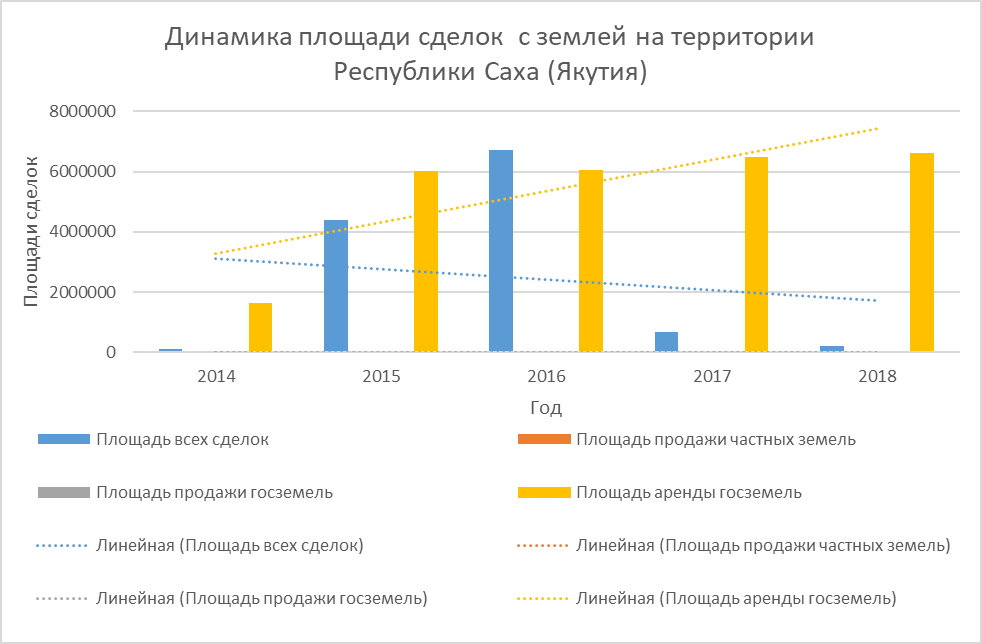 Динамика площади сделок с землей на территории
Республики Саха (Якутия)
8000000
6000000
4000000
2000000
0
Площади сделок
2014 2015 2016 2017 2018
Год
Площадь всех сделок Площадь продажи частных земель
Площадь продажи госземель Площадь аренды госземель
Линейная (Площадь всех сделок) Линейная (Площадь продажи частных земель)
Линейная (Площадь продажи госземель) Линейная (Площадь аренды госземель)